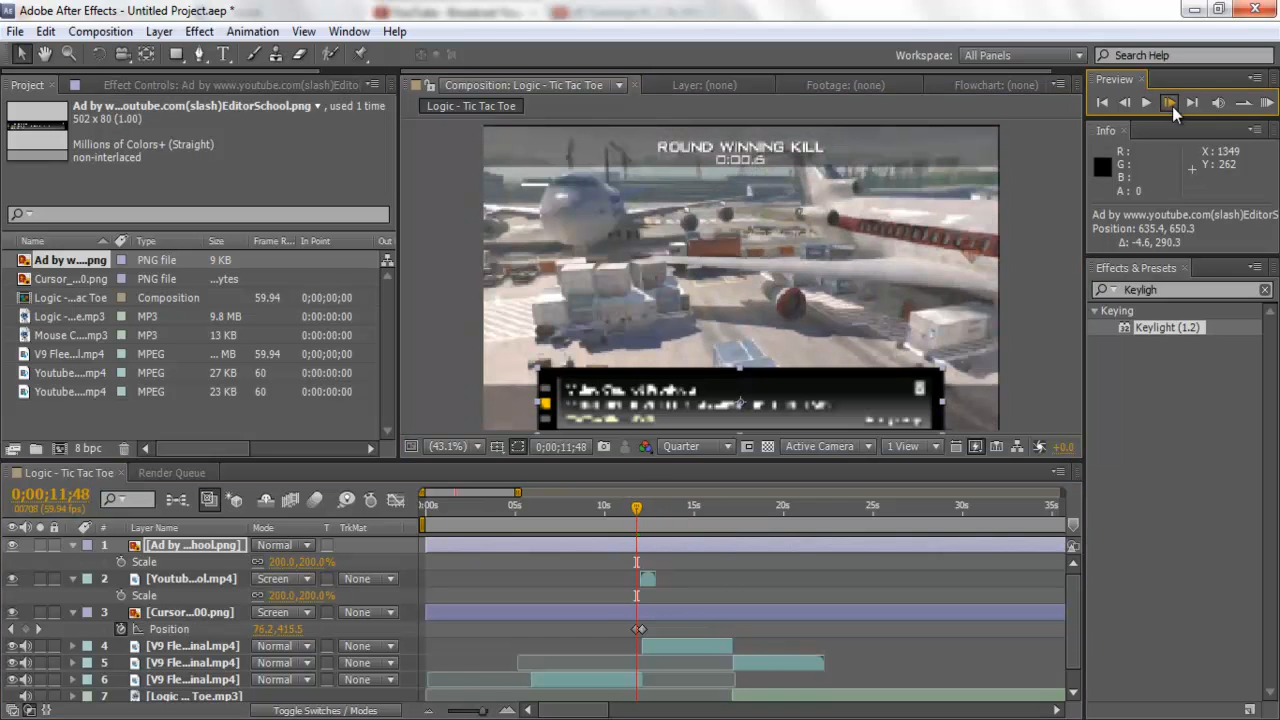 Adobe After Effects - Untitled Project.aep *
File Edit Composition Layer Effect Animation View Window Help
Workspace: All Panels Search Help
Project Effect Controls: Ad by www.youtube.com(slash)Editor
Composition: Logic - Tic Tac Toe Layer: (none) Footage: (none) Flowchart: (none)
Preview
Ad by w...outube.com(slash)EditorSchool.png ▾, used 1 time
502 x 80 (1.00)
Millions of Colors+ (Straight)
non-interlaced
Logic - Tic Tac Toe
ROUND WINNING KILL
0:00.6
Info
R :
G :
B :
A : 0
X : 1349
Y : 262
Ad by www.youtube.com(slash)EditorS
Position: 635.4, 650.3
Δ: -4.6, 290.3
Effects & Presets
Keyligh
Keying
Keylight (1.2)
Name Type Size Frame R... In Point Out
Ad by w....png PNG file 9 KB
Cursor_...0.png PNG file ...ytes
Logic -...ac Toe Composition 59.94 0;00;00;00
Logic -...e.mp3 MP3 9.8 MB 0:00:00:00
Mouse C....mp3 MP3 13 KB 0:00:00:00
V9 Flee...l.mp4 MPEG ... MB 59.94 0:00:00:00
Youtube....mp4 MPEG 27 KB 60 0:00:00:00
Youtube....mp4 MPEG 23 KB 60 0:00:00:00
8 bpc
(43.1%) 0;00;11;48 Quarter Active Camera 1 View +0.0
Logic - Tic Tac Toe Render Queue
0;00;11;48
00708 (59.94 fps)
0:00s 05s 10s 15s 20s 25s 30s 35s
# Layer Name Mode T TrkMat
1 [Ad by ...hool.png] Normal
Scale 200.0,200.0%
2 [Youtub...ol.mp4] Screen None
Scale 200.0,200.0%
3 [Cursor...00.png] Screen None
Position 76.2,415.5
4 [V9 Fle...inal.mp4] Normal None
5 [V9 Fle...inal.mp4] Normal None
6 [V9 Fle...inal.mp4] Normal None
7 [Logic ... Toe.mp3] None
Toggle Switches / Modes